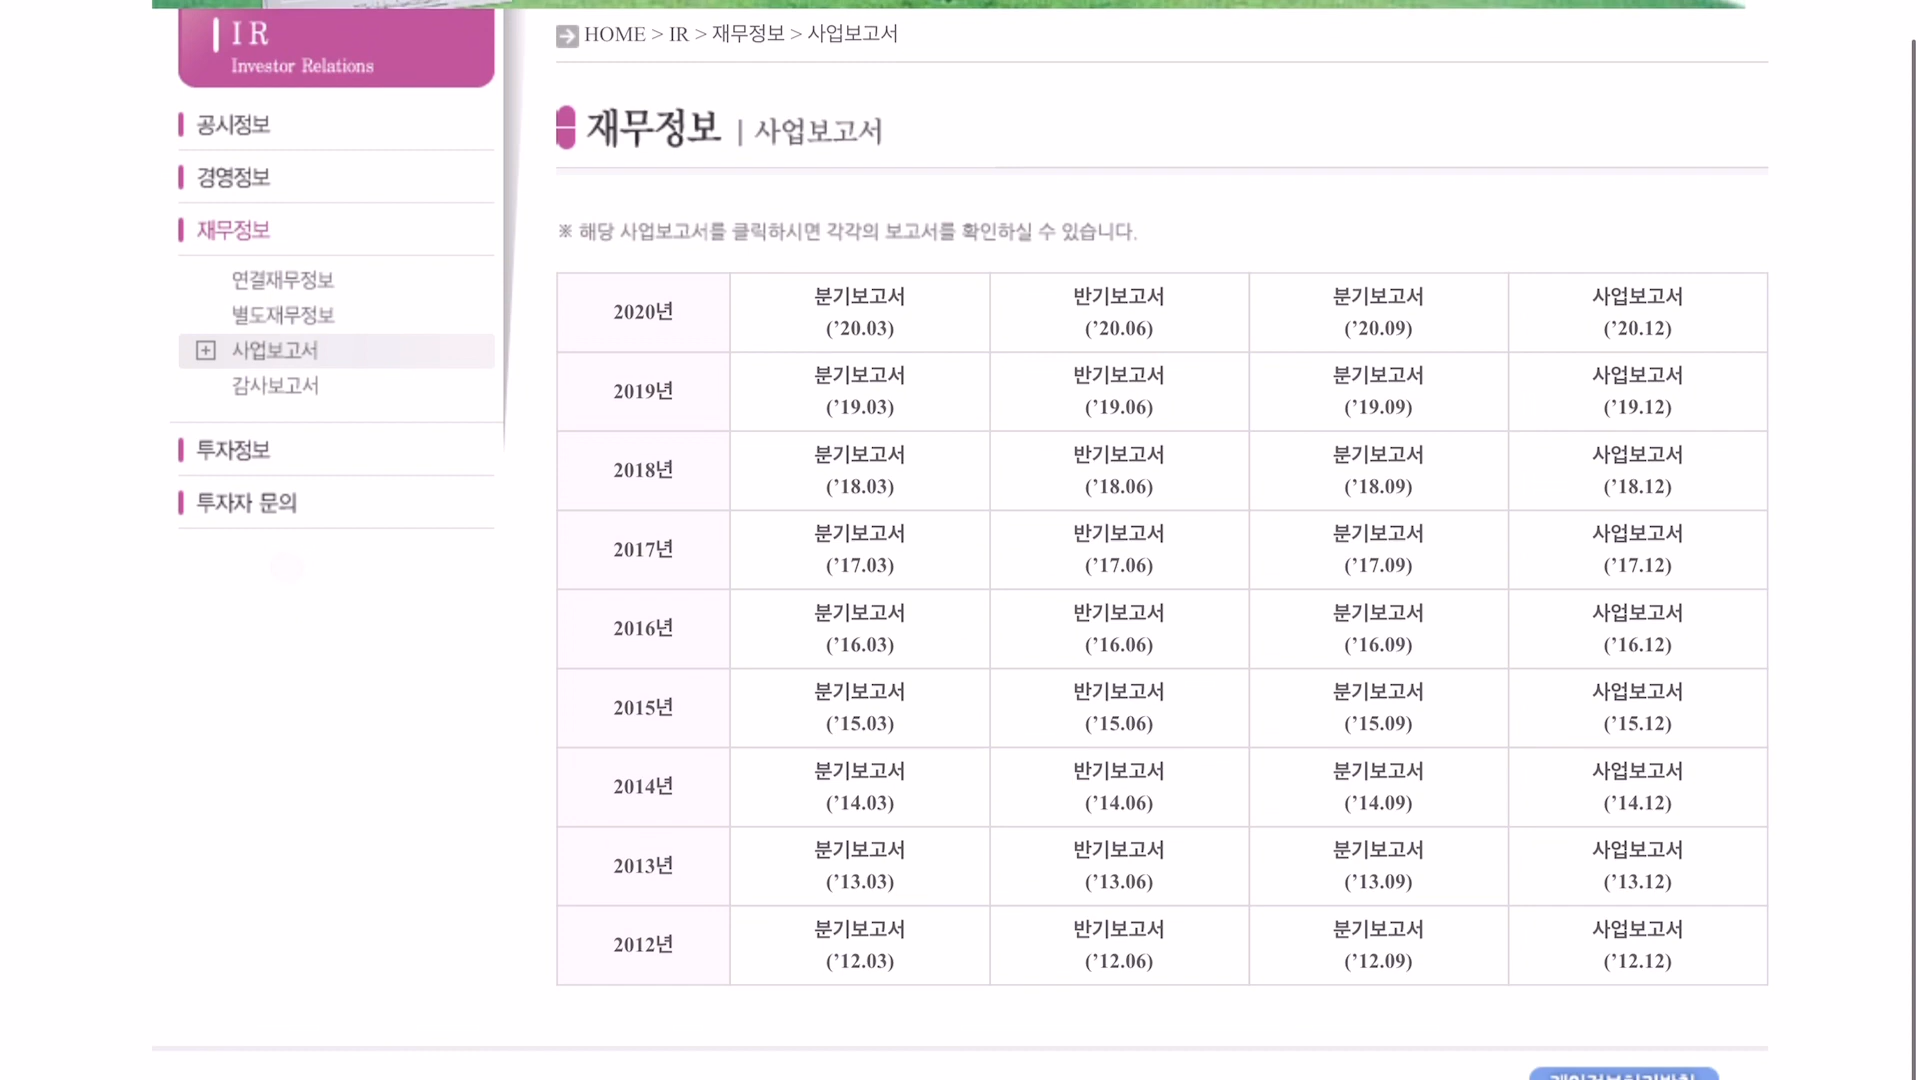 IR
Investor Relations
HOME > IR > 재무정보 > 사업보고서
재무정보 | 사업보고서
공시정보
경영정보
재무정보
연결재무정보
별도재무정보
사업보고서
감사보고서
투자정보
투자자 문의
※ 해당 사업보고서를 클릭하시면 각각의 보고서를 확인하실 수 있습니다.
2020년 분기보고서 반기보고서 분기보고서 사업보고서
(’20.03) (’20.06) (’20.09) (’20.12)
2019년 분기보고서 반기보고서 분기보고서 사업보고서
(’19.03) (’19.06) (’19.09) (’19.12)
2018년 분기보고서 반기보고서 분기보고서 사업보고서
(’18.03) (’18.06) (’18.09) (’18.12)
2017년 분기보고서 반기보고서 분기보고서 사업보고서
(’17.03) (’17.06) (’17.09) (’17.12)
2016년 분기보고서 반기보고서 분기보고서 사업보고서
(’16.03) (’16.06) (’16.09) (’16.12)
2015년 분기보고서 반기보고서 분기보고서 사업보고서
(’15.03) (’15.06) (’15.09) (’15.12)
2014년 분기보고서 반기보고서 분기보고서 사업보고서
(’14.03) (’14.06) (’14.09) (’14.12)
2013년 분기보고서 반기보고서 분기보고서 사업보고서
(’13.03) (’13.06) (’13.09) (’13.12)
2012년 분기보고서 반기보고서 분기보고서 사업보고서
(’12.03) (’12.06) (’12.09) (’12.12)